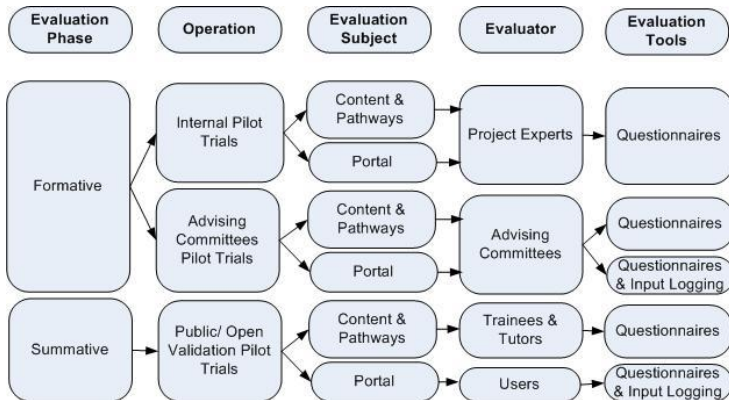 Evaluation
Phase
Operation
Evaluation
Subject
Evaluator
Evaluation
Tools
Formative
Internal Pilot
Trials
Content &
Pathways
Portal
Project Experts
Questionnaires
Advising
Committees
Pilot Trials
Content &
Pathways
Portal
Advising
Committees
Questionnaires
Questionnaires
& Input Logging
Summative
Public/ Open
Validation Pilot
Trials
Content &
Pathways
Trainees &
Tutors
Questionnaires
Portal
Users
Questionnaires
& Input Logging